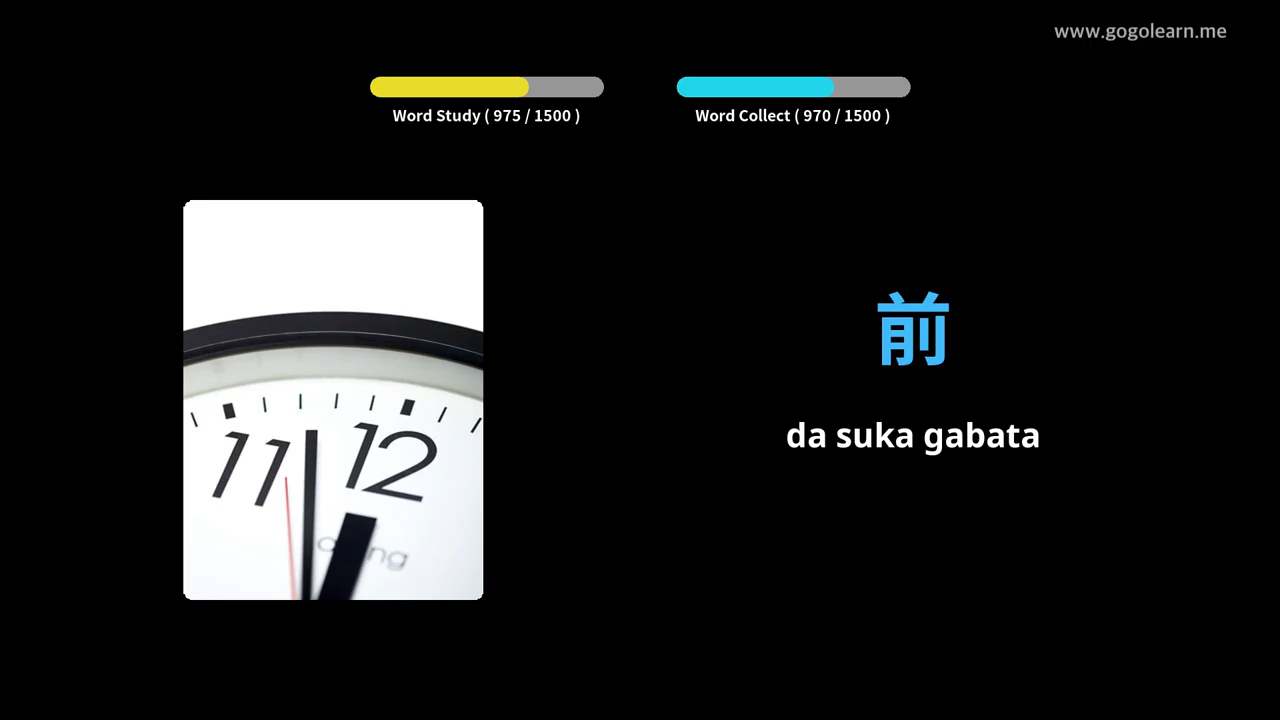 www.gogolearn.me
Word Study ( 975 / 1500 )
Word Collect ( 970 / 1500 )
11
12
前
da suka gabata